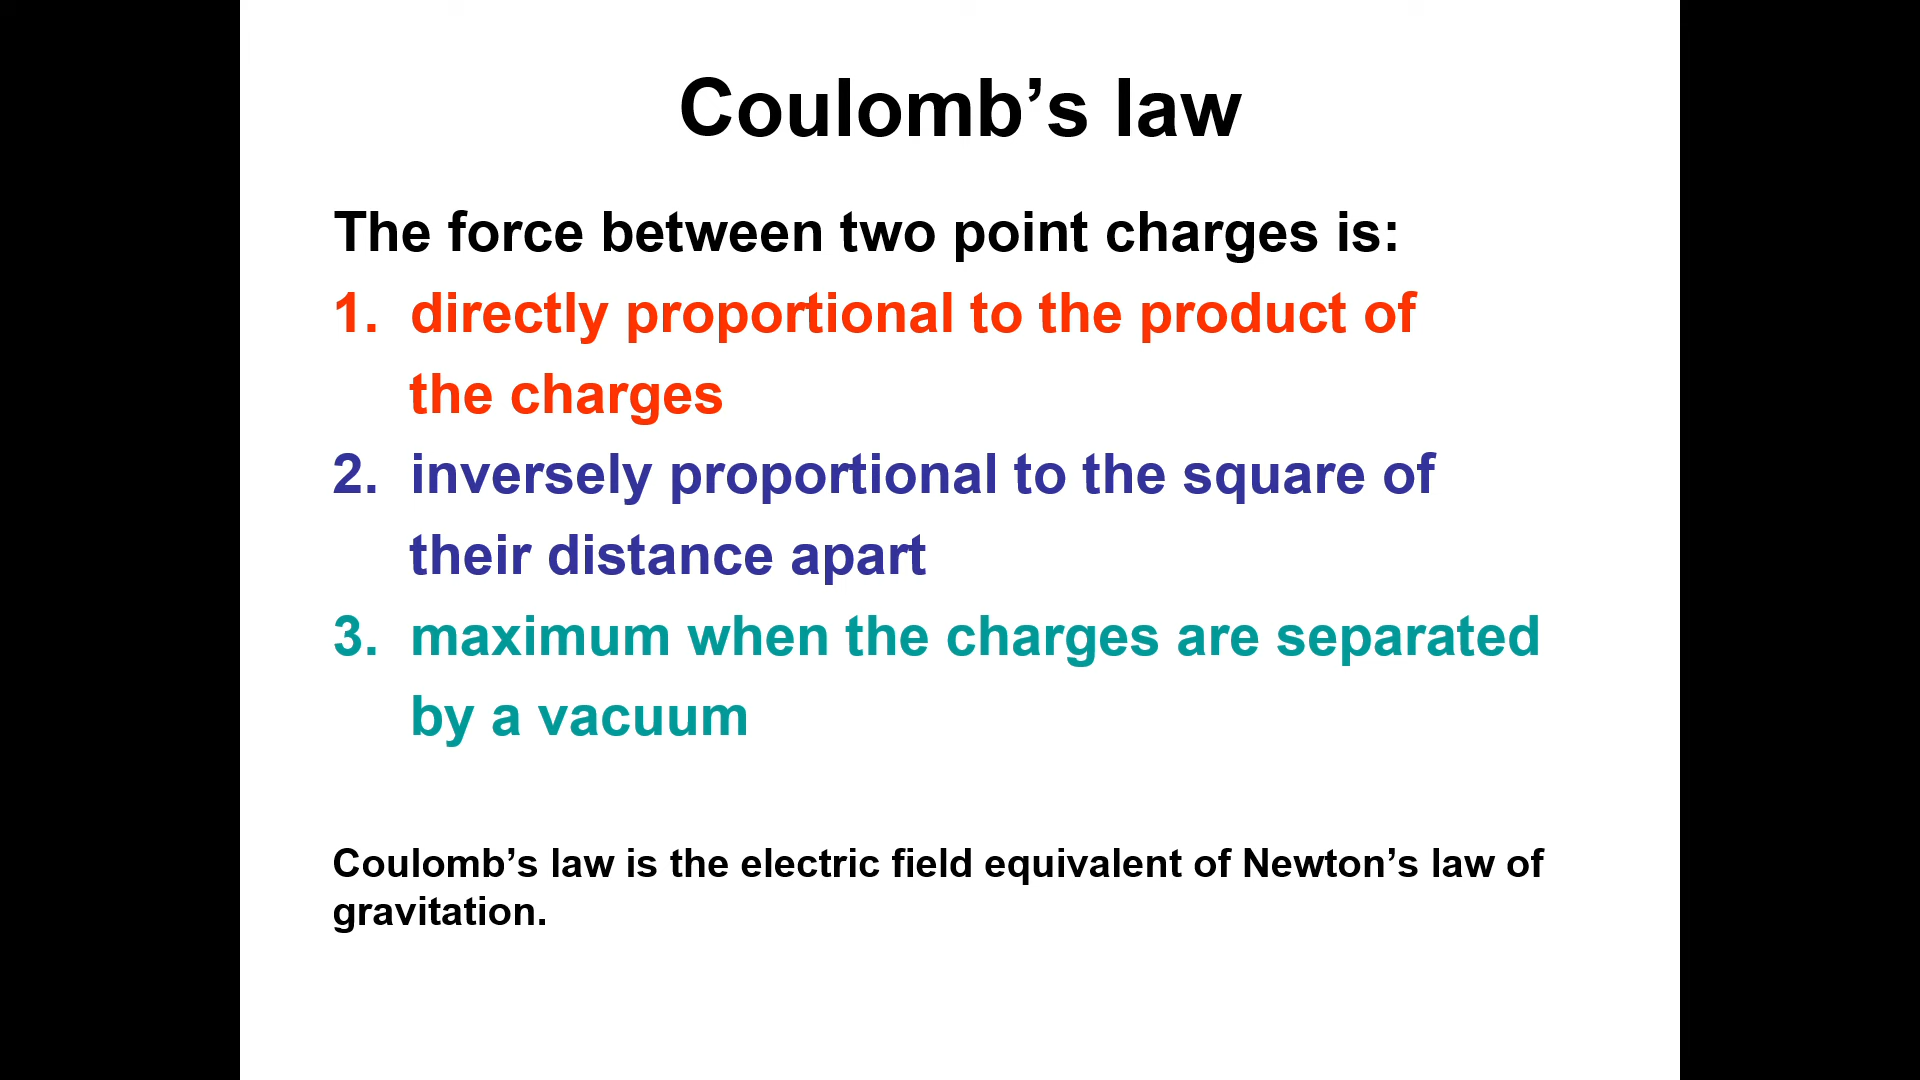 Coulomb’s law
The force between two point charges is:
1. directly proportional to the product of
the charges
2. inversely proportional to the square of
their distance apart
3. maximum when the charges are separated
by a vacuum
Coulomb’s law is the electric field equivalent of Newton’s law of
gravitation.